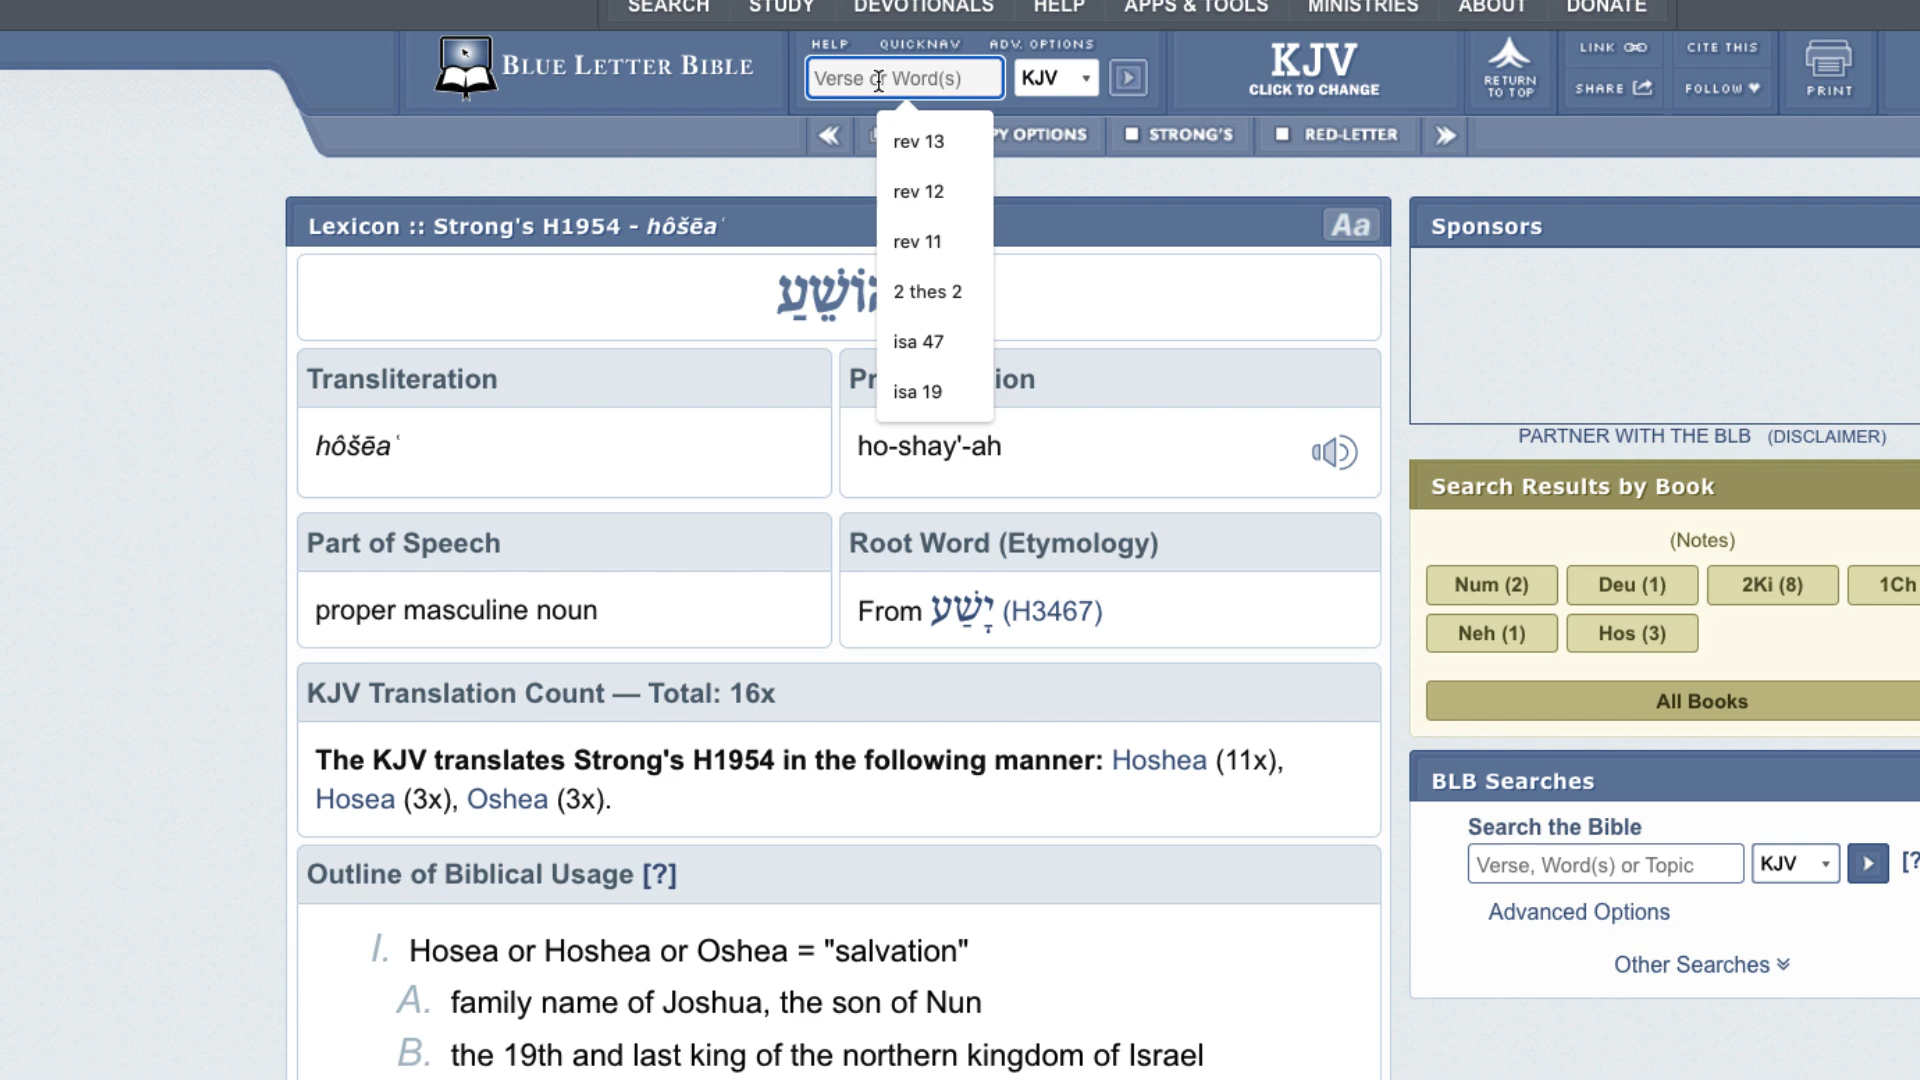 SEARCH STUDY DEVOTIONALS HELP APPS & TOOLS MINISTRIES ABOUT DONATE
HELP QUICKNAV ADV. OPTIONS
BLUE LETTER BIBLE
Verse or Word(s) KJV
KJV
CLICK TO CHANGE
RETURN
TO TOP
LINK
SHARE
CITE THIS
FOLLOW
PRINT
PY OPTIONS STRONG'S RED-LETTER
rev 13
rev 12
rev 11
2 thes 2
isa 47
isa 19
Lexicon :: Strong's H1954 - hôšēaʿ
Aa
הוֹשֵׁעַ
Transliteration
hôšēaʿ
ho-shay'-ah
Part of Speech
proper masculine noun
Root Word (Etymology)
From יָשַׁע (H3467)
KJV Translation Count — Total: 16x
The KJV translates Strong's H1954 in the following manner: Hoshea (11x),
Hosea (3x), Oshea (3x).
Outline of Biblical Usage [?]
I. Hosea or Hoshea or Oshea = "salvation"
A. family name of Joshua, the son of Nun
B. the 19th and last king of the northern kingdom of Israel
Sponsors
PARTNER WITH THE BLB (DISCLAIMER)
Search Results by Book
(Notes)
Num (2) Deu (1) 2Ki (8) 1Ch
Neh (1) Hos (3)
All Books
BLB Searches
Search the Bible
Verse, Word(s) or Topic KJV [?
Advanced Options
Other Searches